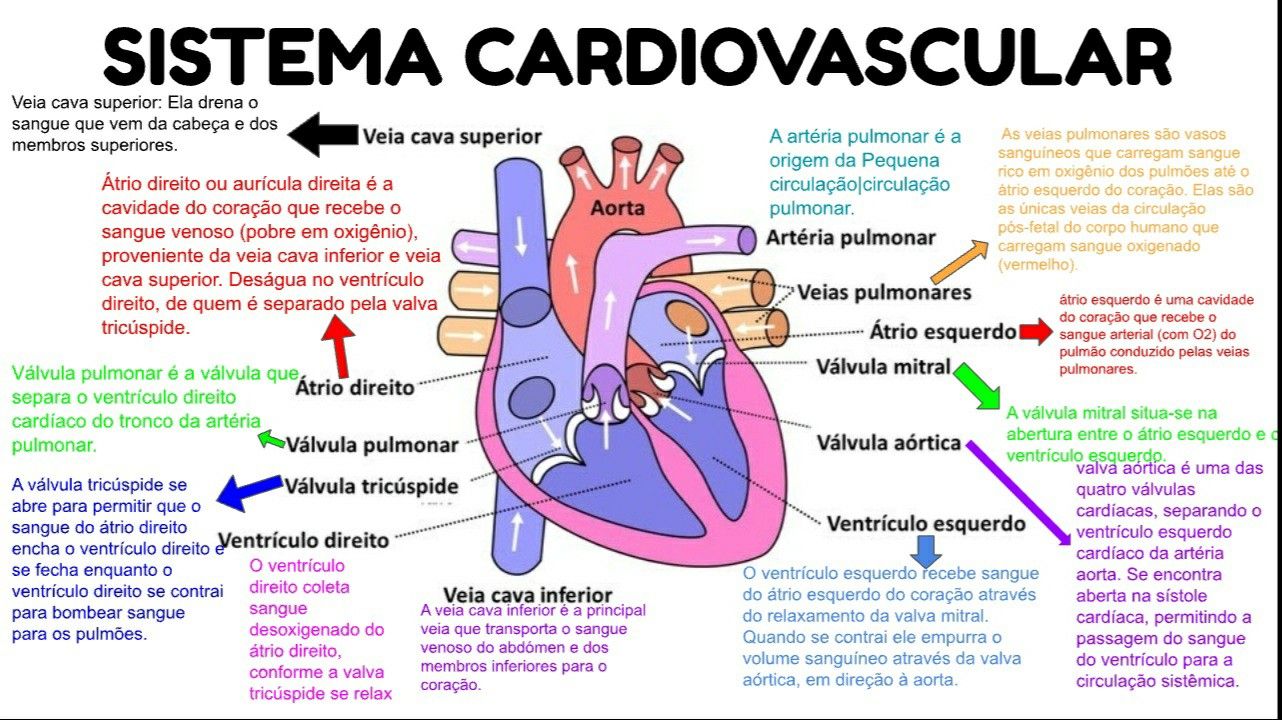 SISTEMA CARDIOVASCULAR
Veia cava superior: Ela drena o
sangue que vem da cabeça e dos
membros superiores.
Veia cava superior
Átrio direito ou aurícula direita é a
cavidade do coração que recebe o
sangue venoso (pobre em oxigênio),
proveniente da veia cava inferior e veia
cava superior. Deságua no ventrículo
direito, de quem é separado pela valva
tricúspide.
Átrio direito
Válvula pulmonar é a válvula que
separa o ventrículo direito
cardíaco do tronco da artéria
pulmonar.
Válvula pulmonar
A válvula tricúspide se
abre para permitir que o
sangue do átrio direito
encha o ventrículo direito e
se fecha enquanto o
ventrículo direito se contrai
para bombear sangue
para os pulmões.
Válvula tricúspide
Ventrículo direito
O ventrículo
direito coleta
sangue
desoxigenado do
átrio direito,
conforme a valva
tricúspide se relax
Veia cava inferior
A veia cava inferior é a principal
veia que transporta o sangue
venoso do abdómen e dos
membros inferiores para o
coração.
Aorta
A artéria pulmonar é a
origem da Pequena
circulação|circulação
pulmonar.
Artéria pulmonar
As veias pulmonares são vasos
sanguíneos que carregam sangue
rico em oxigênio dos pulmões até o
átrio esquerdo do coração. Elas são
as únicas veias da circulação
pós-fetal do corpo humano que
carregam sangue oxigenado
(vermelho).
Veias pulmonares
Átrio esquerdo
átrio esquerdo é uma cavidade
do coração que recebe o
sangue arterial (com O2) do
pulmão conduzido pelas veias
pulmonares.
Válvula mitral
A válvula mitral situa-se na
abertura entre o átrio esquerdo e o
ventrículo esquerdo.
Válvula aórtica
valva aórtica é uma das
quatro válvulas
cardíacas, separando o
ventrículo esquerdo
cardíaco da artéria
aorta. Se encontra
aberta na sístole
cardíaca, permitindo a
passagem do sangue
do ventrículo para a
circulação sistêmica.
Ventrículo esquerdo
O ventrículo esquerdo recebe sangue
do átrio esquerdo do coração através
do relaxamento da valva mitral.
Quando se contrai ele empurra o
volume sanguíneo através da valva
aórtica, em direção à aorta.